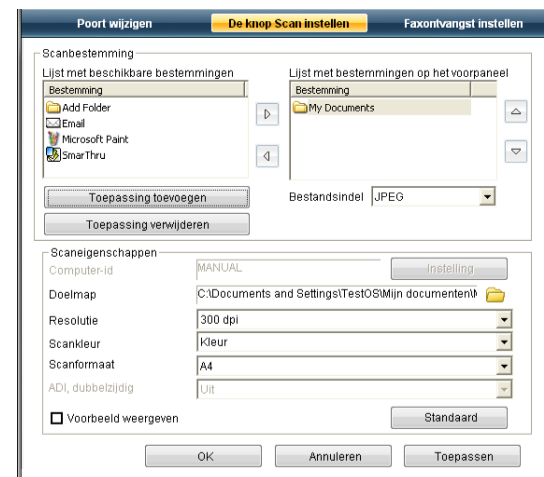 Poort wijzigen De knop Scan instellen Faxontvangst instellen
Scanbestemming
Lijst met beschikbare bestemmingen
Bestemming
Add Folder
Email
Microsoft Paint
SmarThru
Toepassing toevoegen
Toepassing verwijderen
Lijst met bestemmingen op het voorpaneel
Bestemming
My Documents
Bestandsindel JPEG
Scaneigenschappen
Computer-id MANUAL Instelling
Doelmap C:\Documents and Settings\TestOS\Mijn documenten\
Resolutie 300 dpi
Scankleur Kleur
Scanformaat A4
ADI, dubbelzijdig Uit
Voorbeeld weergeven Standaard
OK Annuleren Toepassen